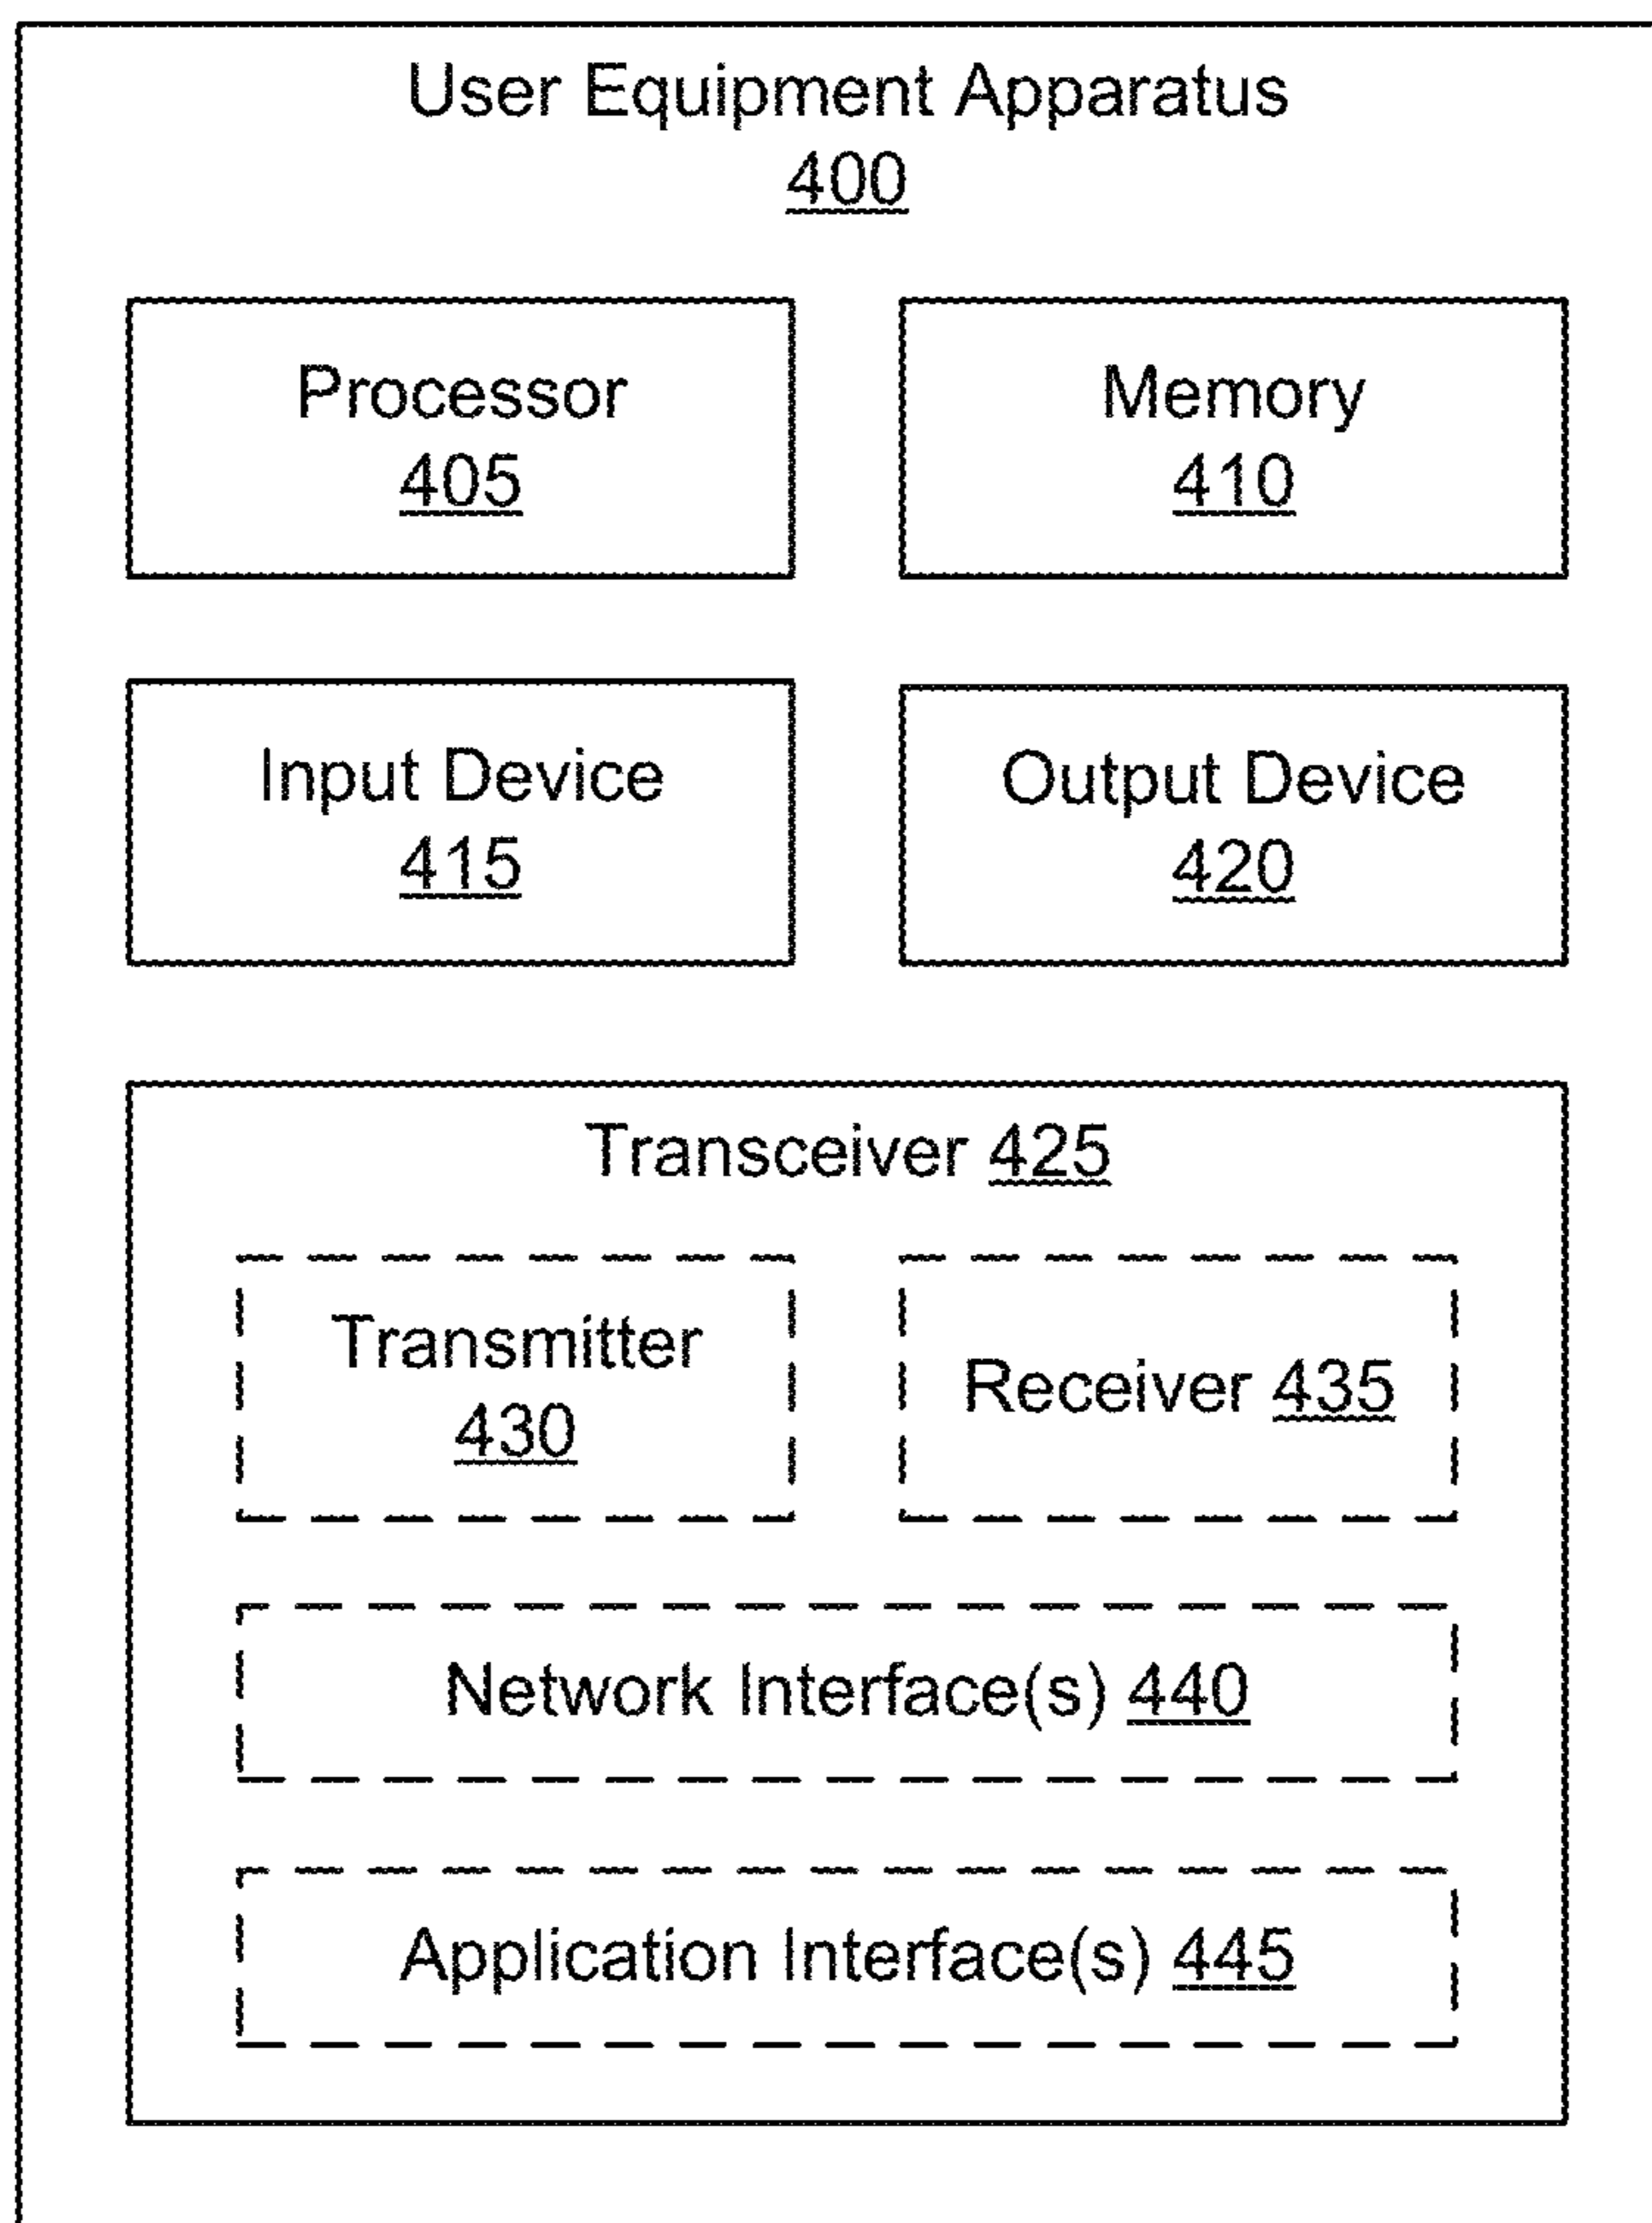 User Equipment Apparatus
400
Processor
405
Memory
410
Input Device
415
Output Device
420
Transceiver 425
Transmitter
430
Receiver 435
Network Interface(s) 440
Application Interface(s) 445